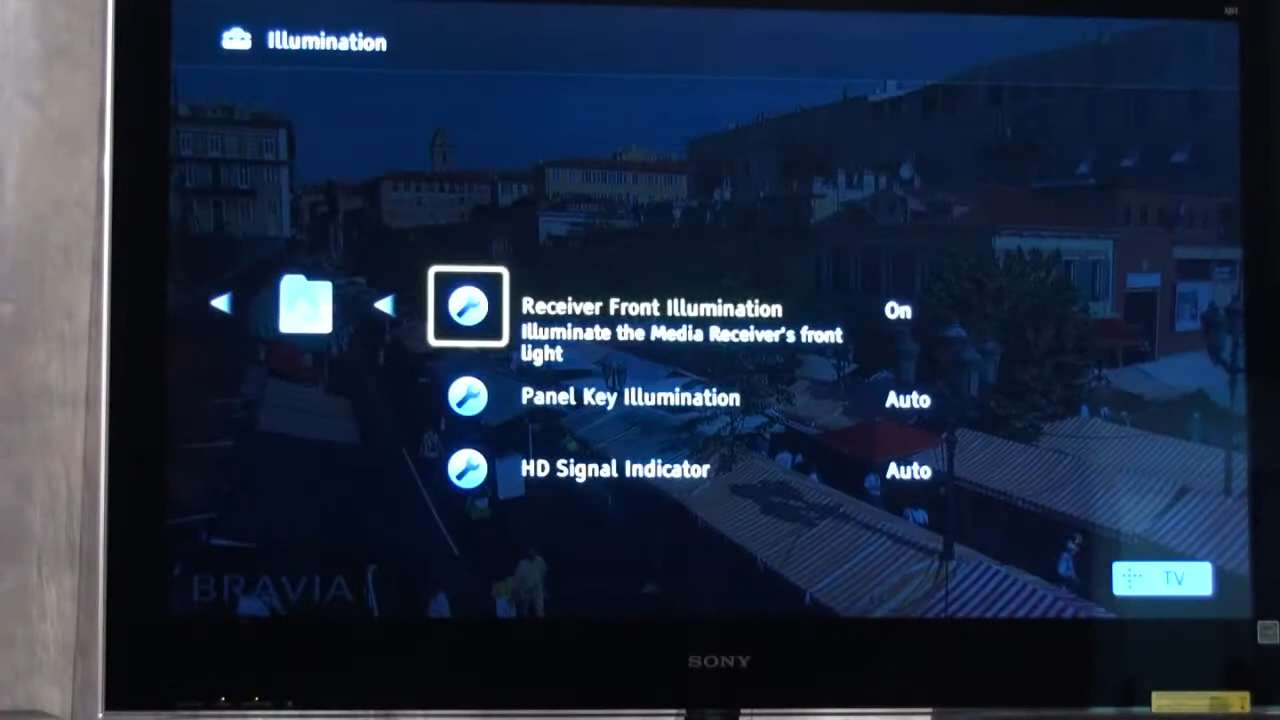 Illumination
Receiver Front Illumination On
Illuminate the Media Receiver's front
light
Panel Key Illumination Auto
HD Signal Indicator Auto
BRAVIA
TV
SONY